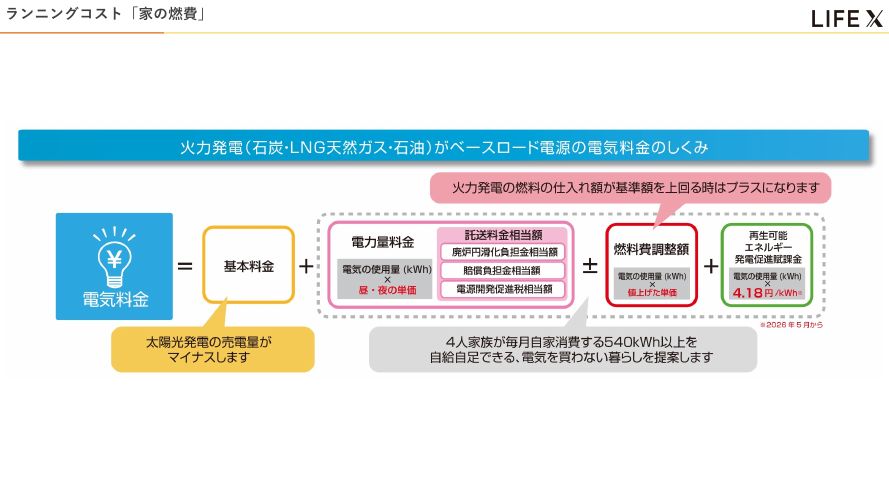 ランニングコスト「家の燃費」
LIFE X
火力発電(石炭・LNG天然ガス・石油)がベースロード電源の電気料金のしくみ
火力発電の燃料の仕入れ額が基準額を上回る時はプラスになります
¥
電気料金
=
基本料金
+
電力量料金
電気の使用量(kWh)
×
昼・夜の単価
託送料金相当額
廃炉円滑化負担金相当額
賠償負担金相当額
電源開発促進税相当額
±
燃料費調整額
電気の使用量(kWh)
×
値上げた単価
+
再生可能
エネルギー
発電促進賦課金
電気の使用量(kWh)
×
4.18円/kWh※
※2026年5月から
太陽光発電の売電量が
マイナスします
4人家族が毎月自家消費する540kWh以上を
自給自足できる、電気を買わない暮らしを提案します